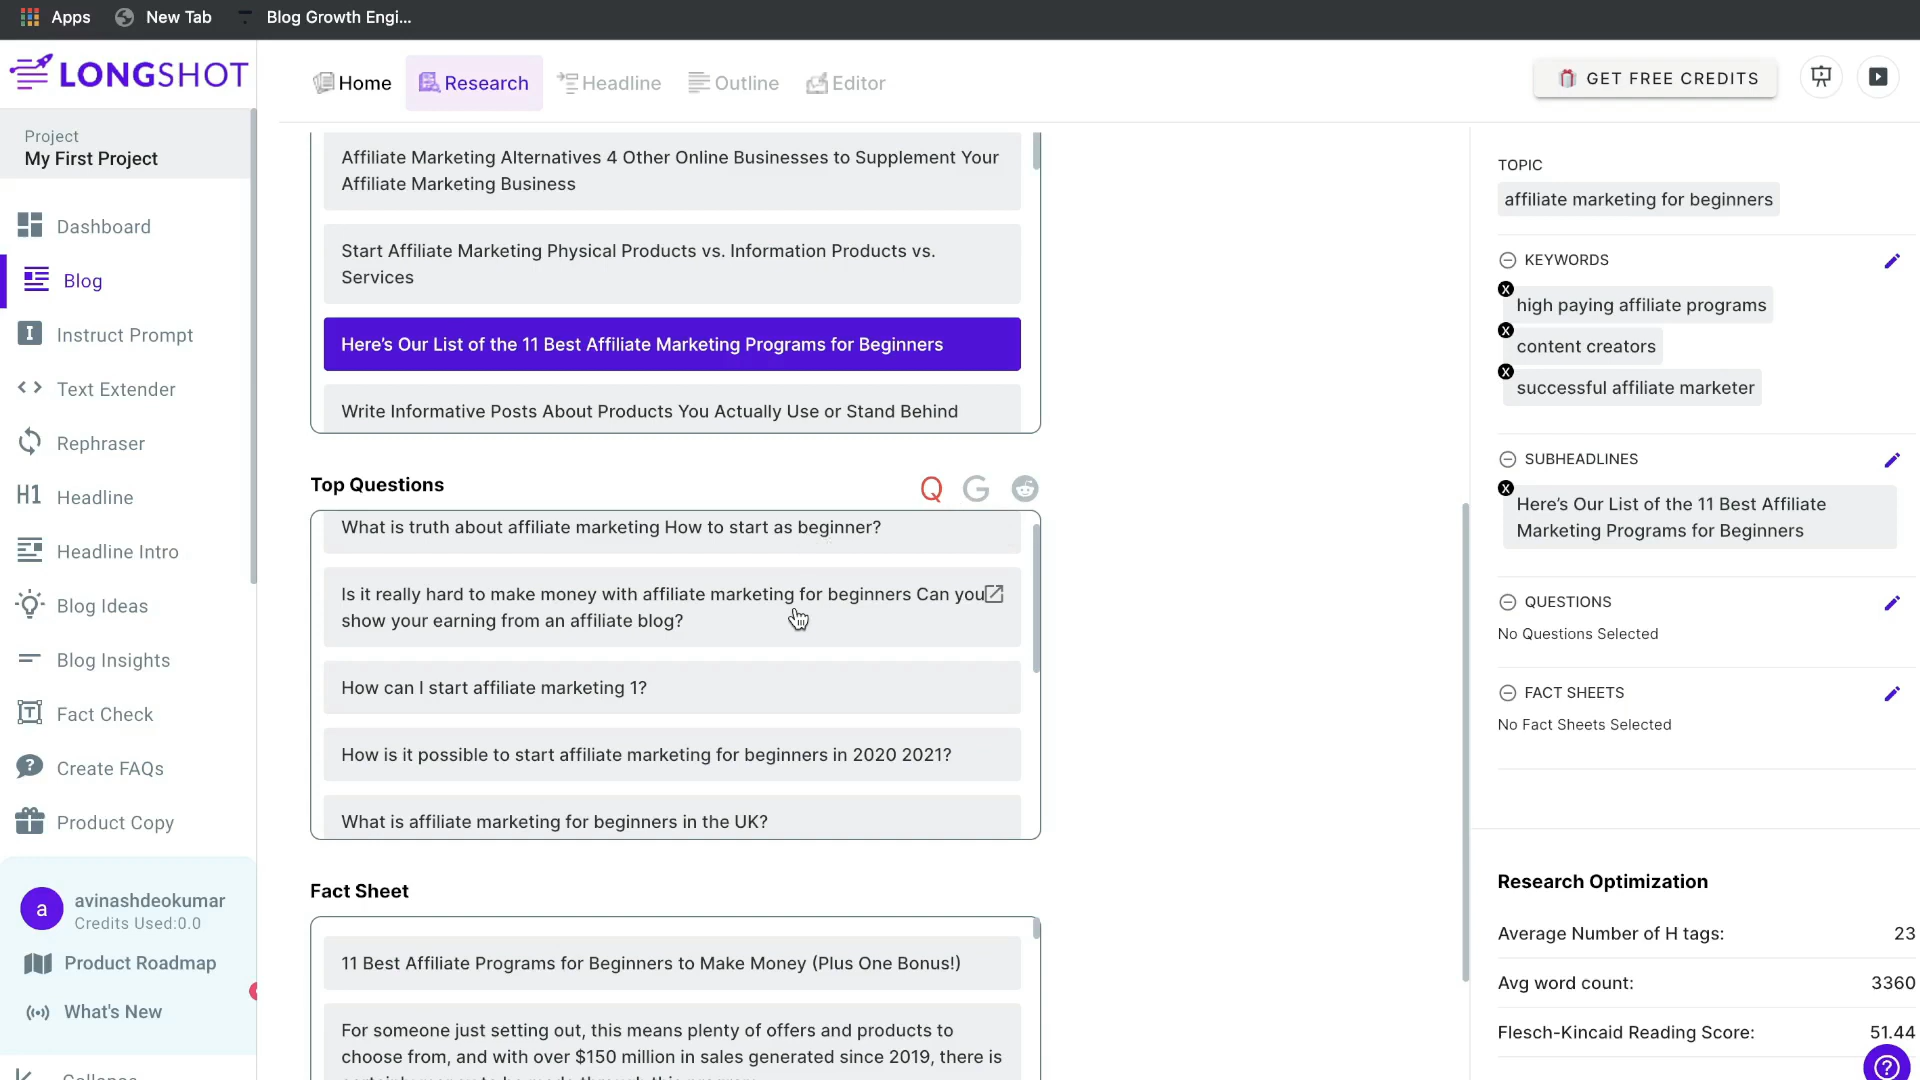 Apps
New Tab
Blog Growth Engi...
LONGSHOT
Home
Research
Headline
Outline
Editor
GET FREE CREDITS
Project
My First Project
Dashboard
Blog
Instruct Prompt
Text Extender
Rephraser
H1 Headline
Headline Intro
Blog Ideas
Blog Insights
Fact Check
Create FAQs
Product Copy
a
avinashdeokumar
Credits Used:0.0
Product Roadmap
What's New
Affiliate Marketing Alternatives 4 Other Online Businesses to Supplement Your
Affiliate Marketing Business
Start Affiliate Marketing Physical Products vs. Information Products vs.
Services
Here’s Our List of the 11 Best Affiliate Marketing Programs for Beginners
Write Informative Posts About Products You Actually Use or Stand Behind
Top Questions
What is truth about affiliate marketing How to start as beginner?
Is it really hard to make money with affiliate marketing for beginners Can you
show your earning from an affiliate blog?
How can I start affiliate marketing 1?
How is it possible to start affiliate marketing for beginners in 2020 2021?
What is affiliate marketing for beginners in the UK?
Fact Sheet
11 Best Affiliate Programs for Beginners to Make Money (Plus One Bonus!)
For someone just setting out, this means plenty of offers and products to
choose from, and with over $150 million in sales generated since 2019, there is
TOPIC
affiliate marketing for beginners
KEYWORDS
X
high paying affiliate programs
X
content creators
X
successful affiliate marketer
SUBHEADLINES
X
Here’s Our List of the 11 Best Affiliate
Marketing Programs for Beginners
QUESTIONS
No Questions Selected
FACT SHEETS
No Fact Sheets Selected
Research Optimization
Average Number of H tags: 23
Avg word count: 3360
Flesch-Kincaid Reading Score: 51.44